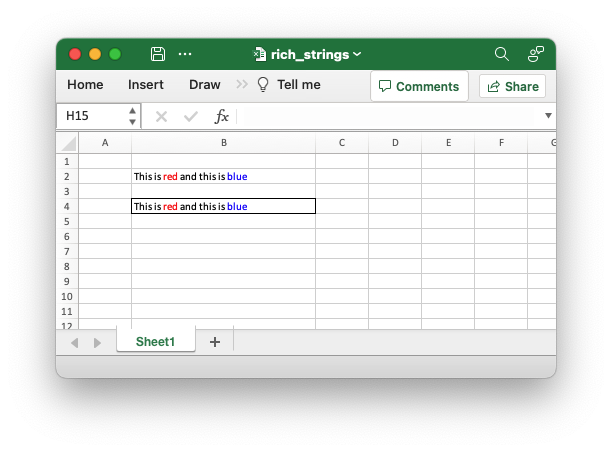 rich_strings
Home Insert Draw Tell me Comments Share
H15 fx
A B C D E F G
1
2 This is red and this is blue
3
4 This is red and this is blue
5
6
7
8
9
10
11
12
Sheet1 +